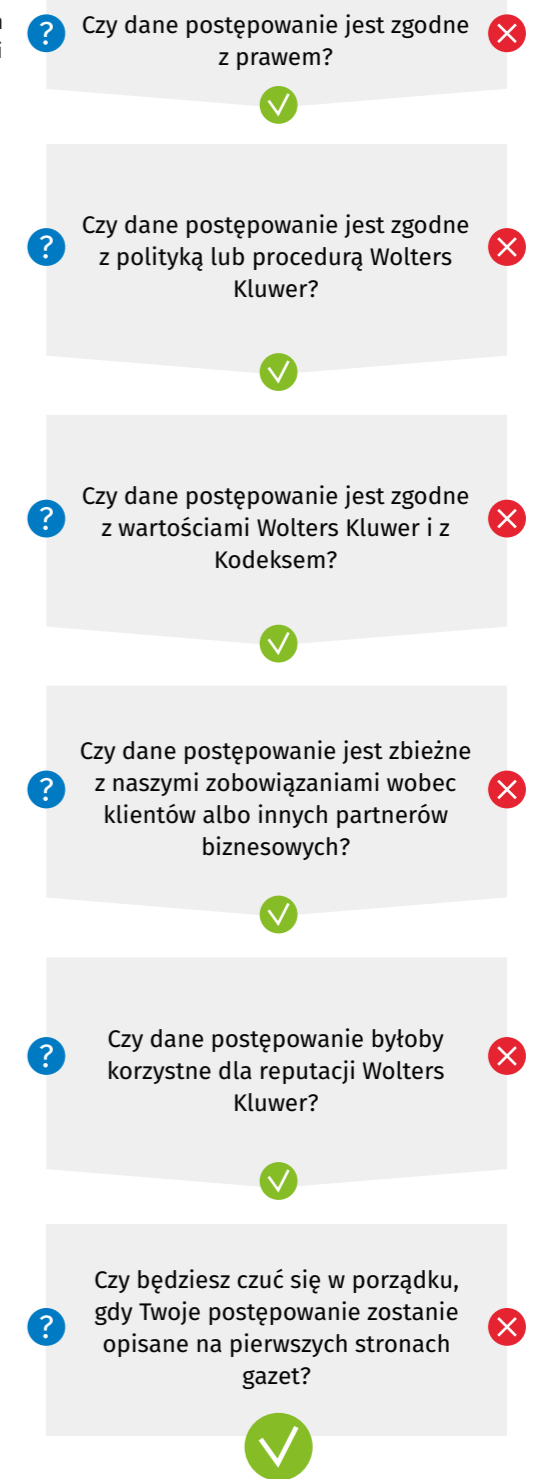 Czy dane postępowanie jest zgodne
z prawem?
Czy dane postępowanie jest zgodne
z polityką lub procedurą Wolters
Kluwer?
Czy dane postępowanie jest zgodne
z wartościami Wolters Kluwer i z
Kodeksem?
Czy dane postępowanie jest zbieżne
z naszymi zobowiązaniami wobec
klientów albo innych partnerów
biznesowych?
Czy dane postępowanie byłoby
korzystne dla reputacji Wolters
Kluwer?
Czy będziesz czuć się w porządku,
gdy Twoje postępowanie zostanie
opisane na pierwszych stronach
gazet?